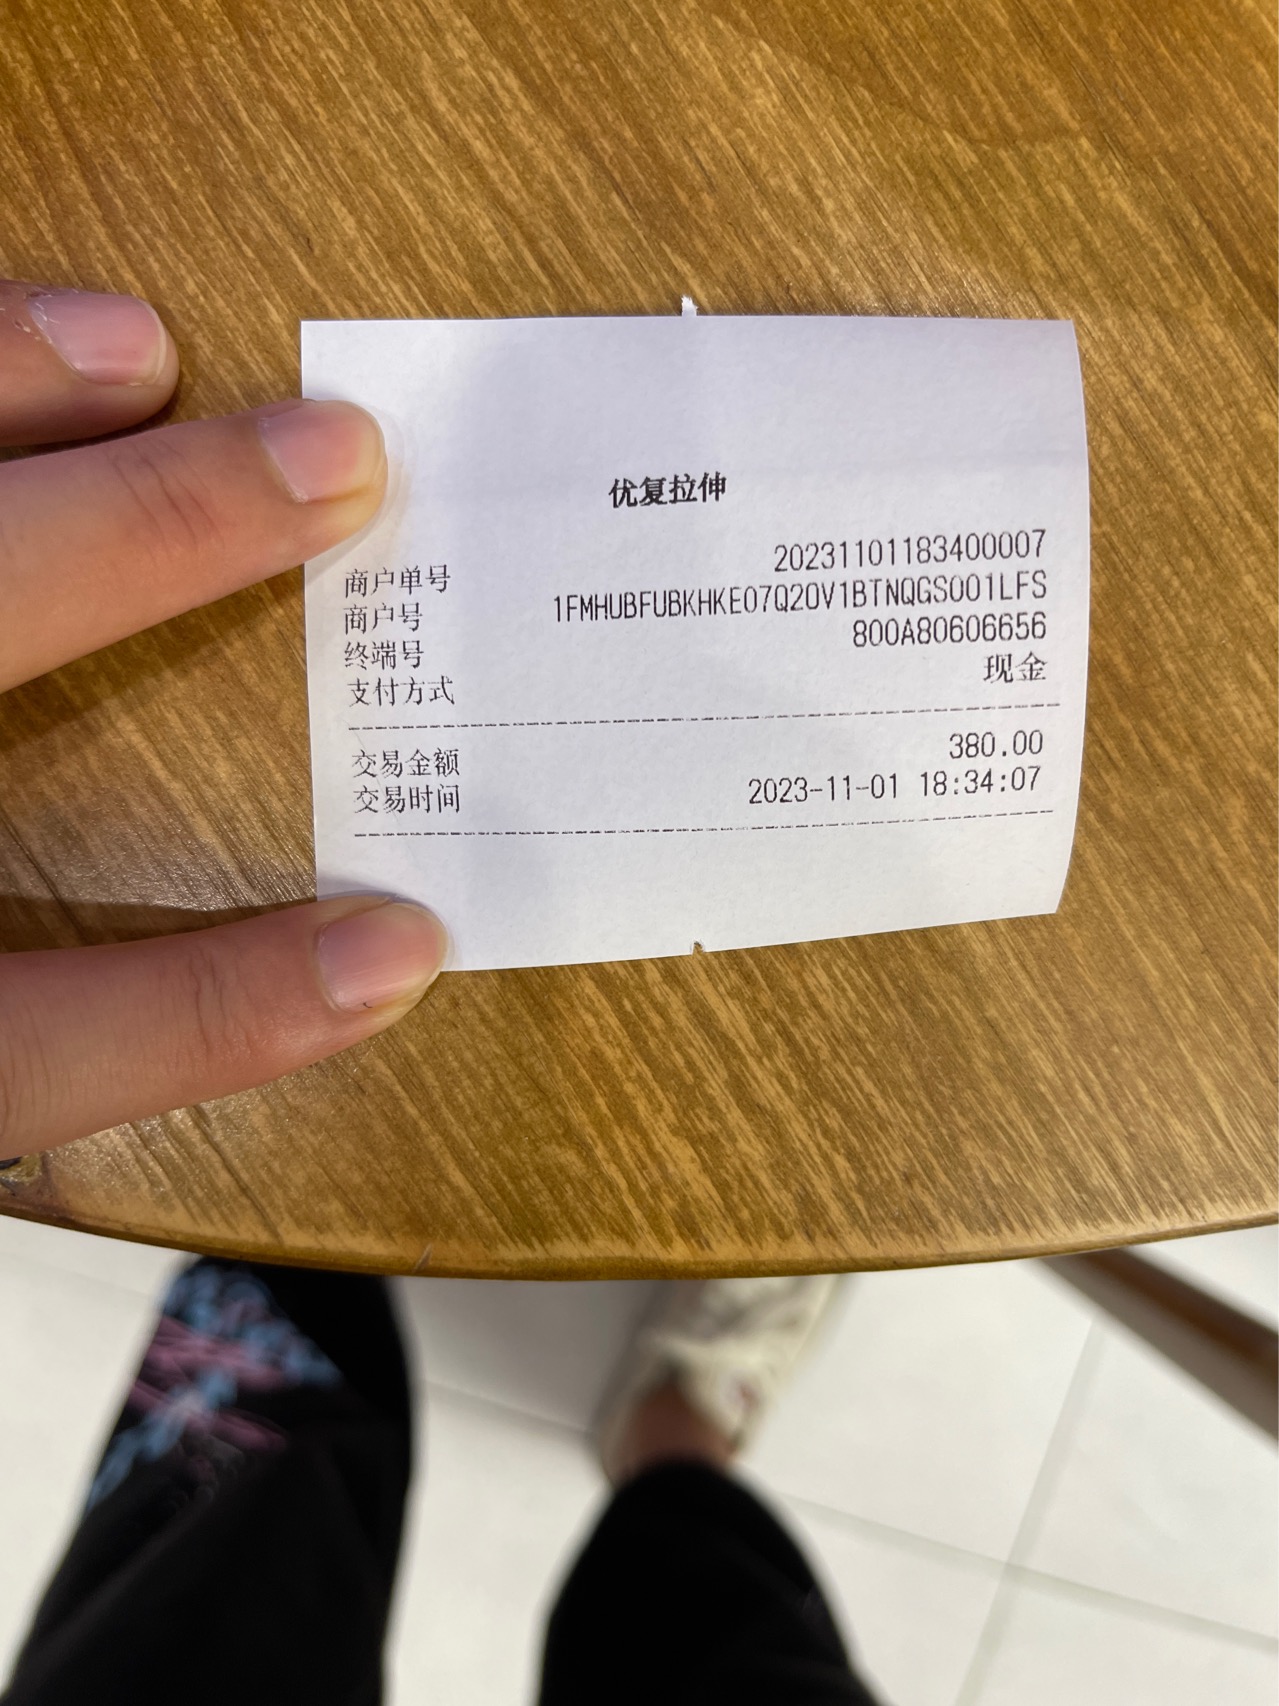 优复拉伸
商户单号 20231101183400007
商户号 1FMHUBFUBKHKE07Q20V1BTNQGS001LFS
终端号 800A80606656
支付方式 现金
交易金额 380.00
交易时间 2023-11-01 18:34:07